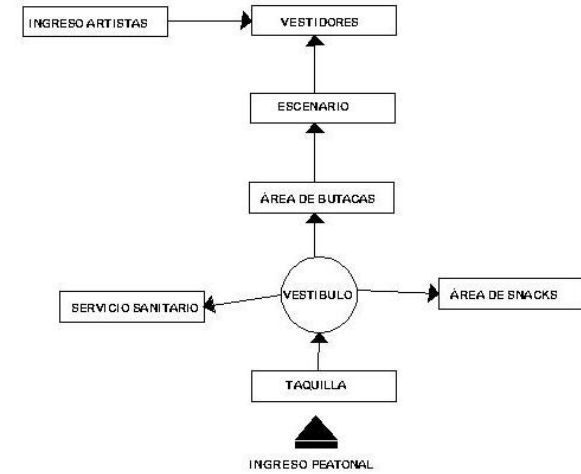 INGRESO ARTISTAS
VESTIDORES
ESCENARIO
ÁREA DE BUTACAS
VESTIBULO
SERVICIO SANITARIO
ÁREA DE SNACKS
TAQUILLA
INGRESO PEATONAL